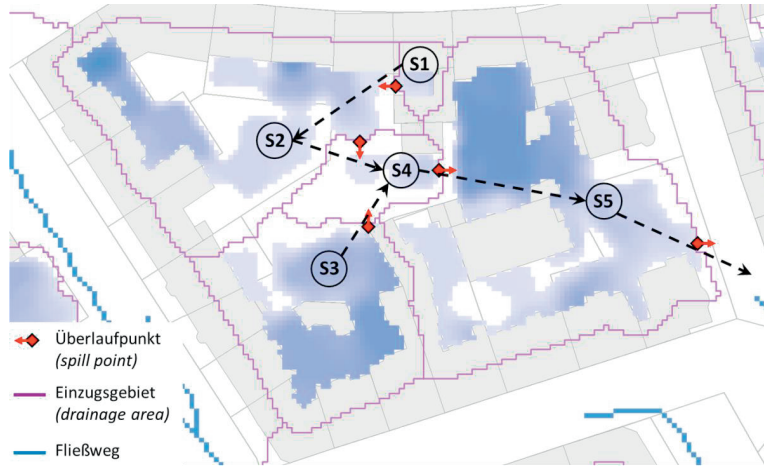 S1
S2
S4
S5
S3
Überlaufpunkt
(spill point)
Einzugsgebiet
(drainage area)
Fließweg